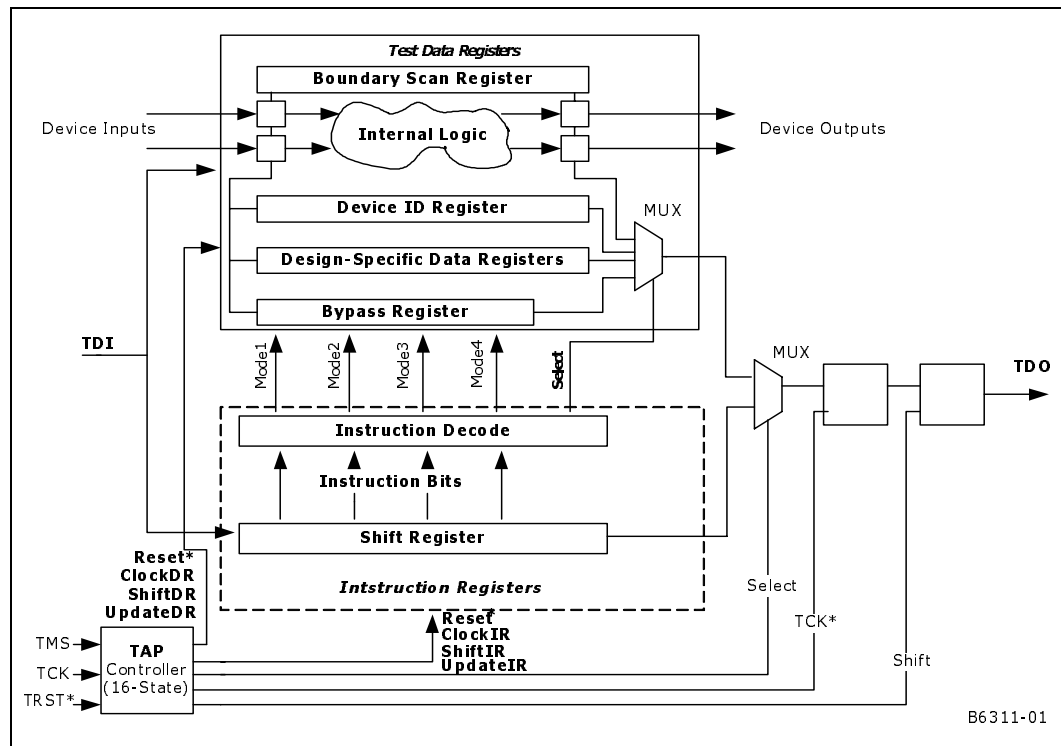 Test Data Registers
Boundary Scan Register
Device Inputs
Internal Logic
Device Outputs
Device ID Register
MUX
Design-Specific Data Registers
Bypass Register
TDI
Mode1
Mode2
Mode3
Mode4
Select
MUX
TDO
Instruction Decode
Instruction Bits
Shift Register
Intstruction Registers
Reset*
ClockDR
ShiftDR
UpdateDR
Reset*
ClockIR
ShiftIR
UpdateIR
Select
TCK*
Shift
TMS
TCK
TRST*
TAP
Controller
(16-State)
B6311-01